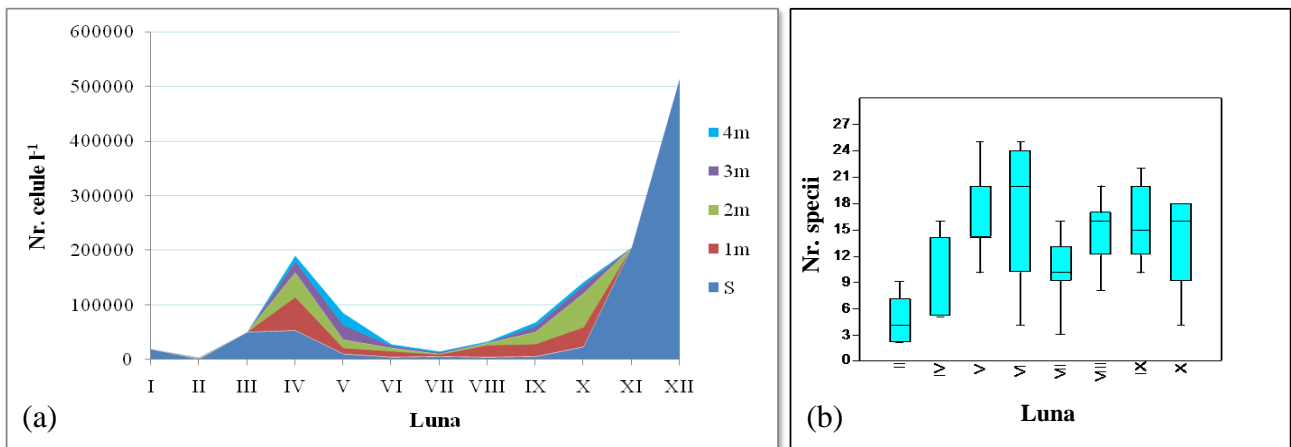 600000
500000
400000
300000
200000
100000
0
Nr. celule l⁻¹
I II III IV V VI VII VIII IX X XI XII
Luna
4m
3m
2m
1m
S
(a)
27
24
21
18
15
12
9
6
3
0
Nr. specii
II IV V VI VII VIII IX X
Luna
(b)